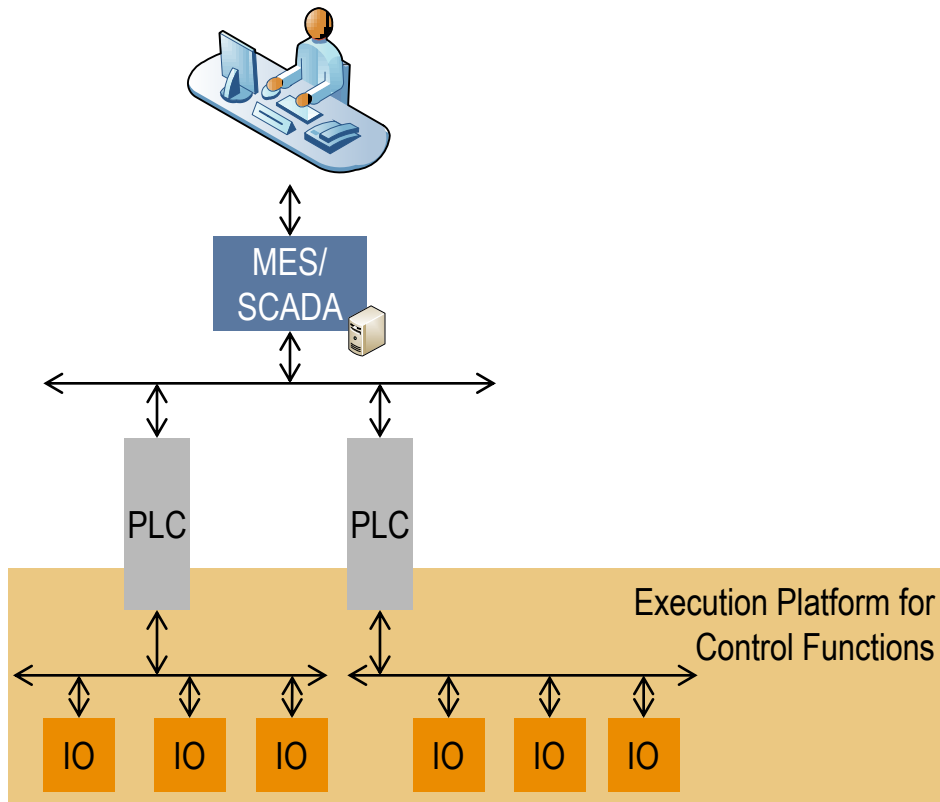 MES/
SCADA
PLC
PLC
Execution Platform for
Control Functions
IO
IO
IO
IO
IO
IO